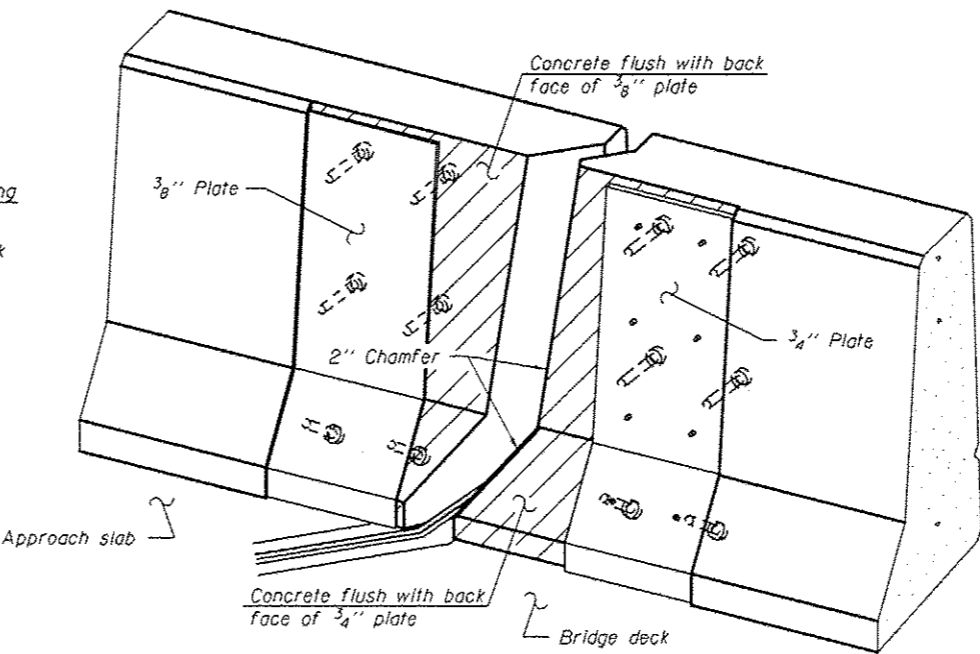 Concrete flush with back
face of 3/8" plate
ng
k
3/8" Plate
2" Chamfer
3/4" Plate
Approach slab
Concrete flush with back
face of 3/4" plate
Bridge deck